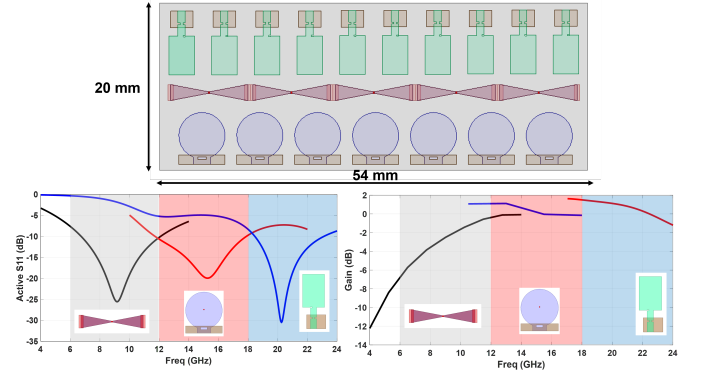 20 mm
54 mm
0
-5
-10
-15
-20
-25
-30
-35
Active S11 (dB)
4 6 8 10 12 14 16 18 20 22 24
Freq (GHz)
2
0
-2
-4
-6
-8
-10
-12
-14
Gain (dB)
4 6 8 10 12 14 16 18 20 22 24
Freq (GHz)